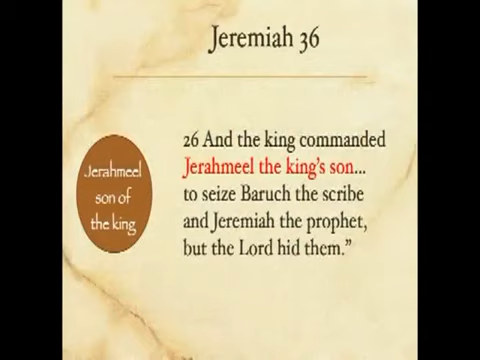 Jeremiah 36
26 And the king commanded
Jerahmeel the king's son...
to seize Baruch the scribe
and Jeremiah the prophet,
but the Lord hid them.”
Jerahmeel
son of
the king